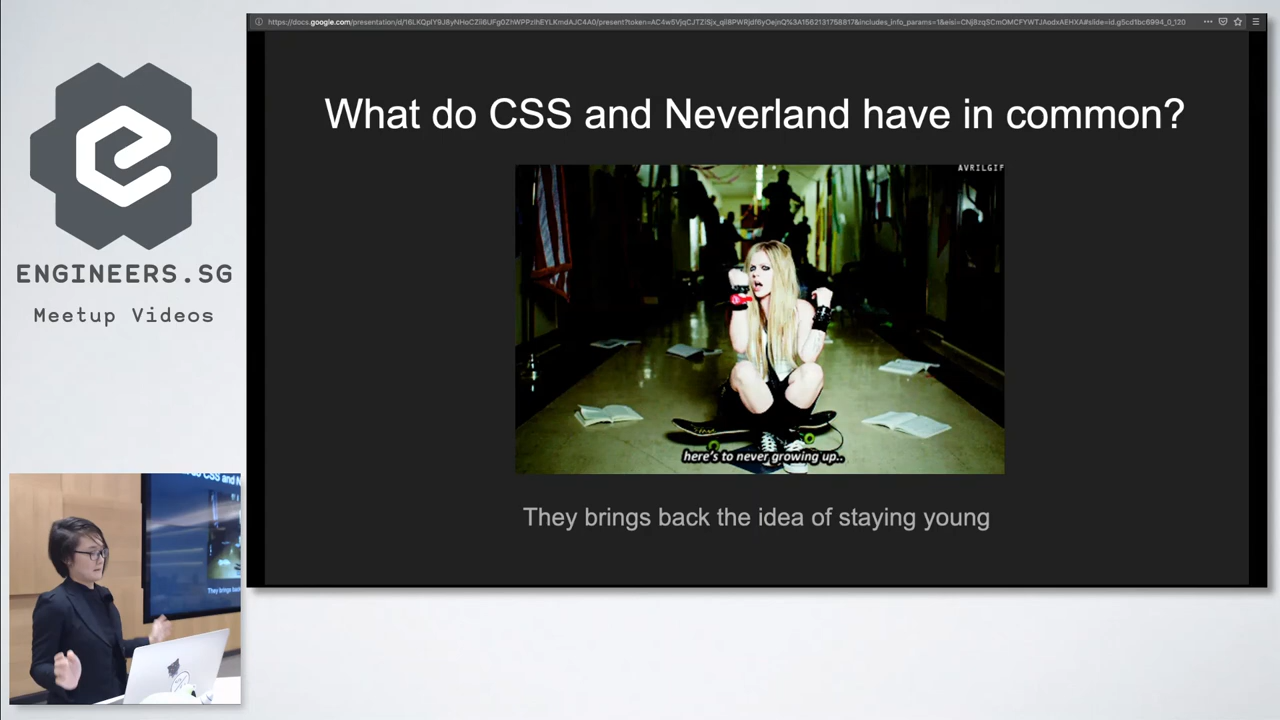 ENGINEERS.SG
Meetup Videos
What do CSS and Neverland have in common?
AVRILGIF
here's to never growing up..
They brings back the idea of staying young